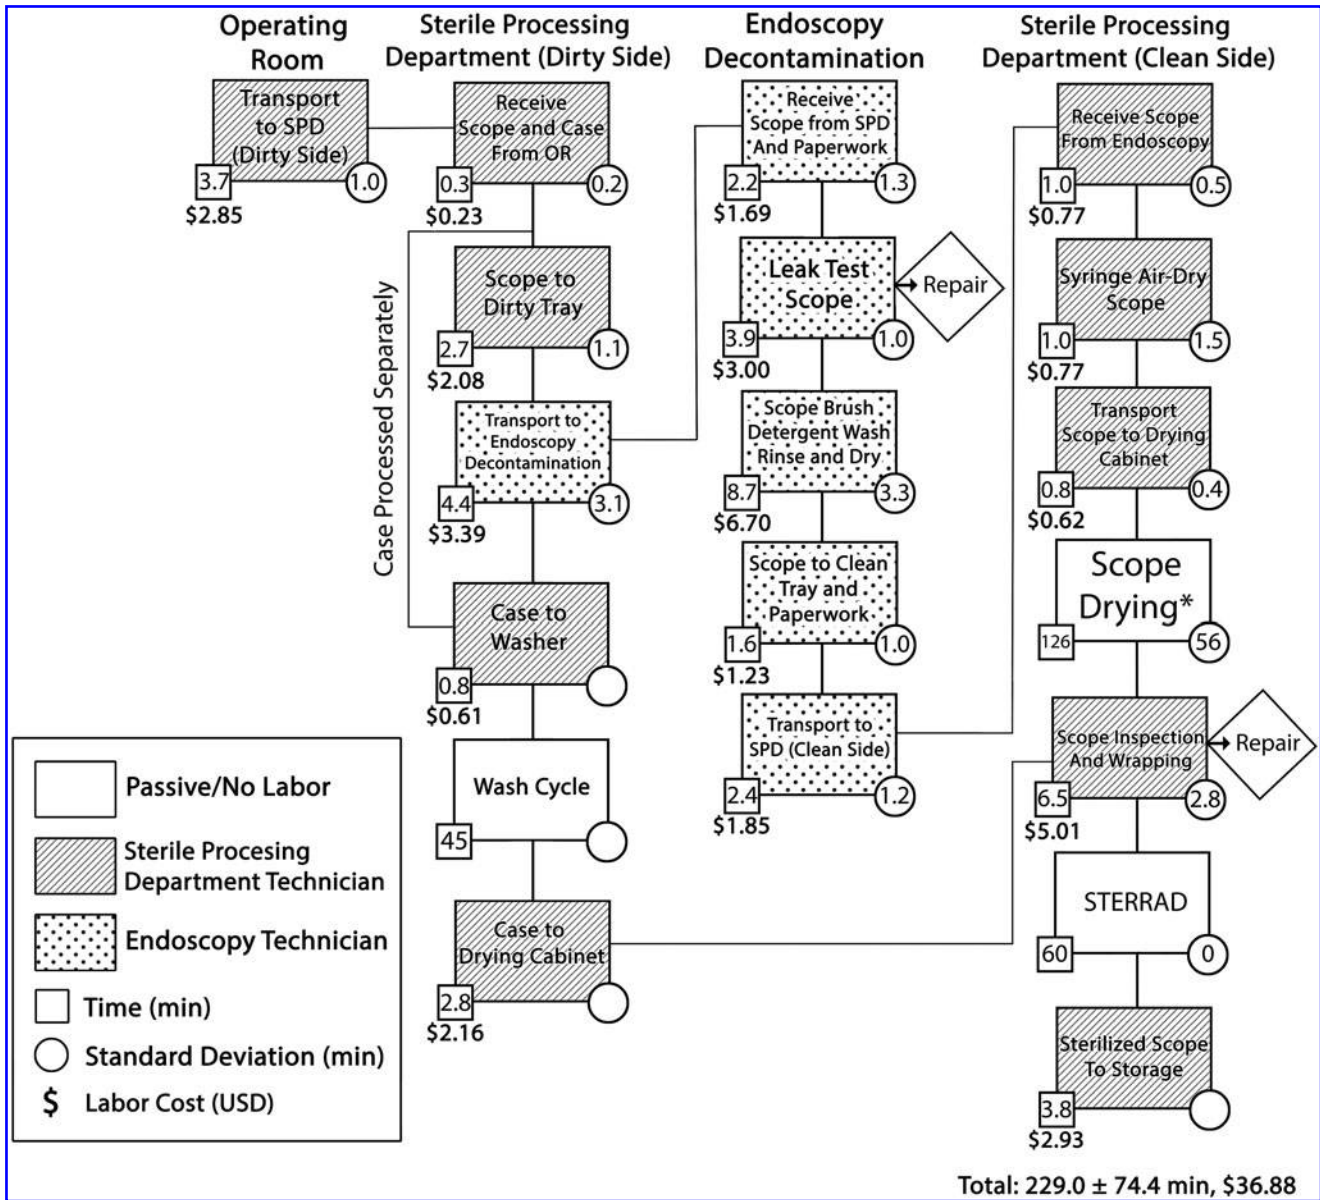 Operating
Room
Transport
to SPD
(Dirty Side)
3.7
1.0
$2.85
Sterile Processing
Department (Dirty Side)
Receive
Scope and Case
From OR
0.3
0.2
$0.23
Case Processed Separately
Scope to
Dirty Tray
2.7
1.1
$2.08
Transport to
Endoscopy
Decontamination
4.4
3.1
$3.39
Case to
Washer
0.8
$0.61
Wash Cycle
45
Case to
Drying Cabinet
2.8
$2.16
Endoscopy
Decontamination
Receive
Scope from SPD
And Paperwork
2.2
1.3
$1.69
Leak Test
Scope
Repair
3.9
1.0
$3.00
Scope Brush
Detergent Wash
Rinse and Dry
8.7
3.3
$6.70
Scope to Clean
Tray and
Paperwork
1.6
1.0
$1.23
Transport to
SPD (Clean Side)
2.4
1.2
$1.85
Sterile Processing
Department (Clean Side)
Receive Scope
From Endoscopy
1.0
0.5
$0.77
Syringe Air-Dry
Scope
1.0
1.5
$0.77
Transport
Scope to Drying
Cabinet
0.8
0.4
$0.62
Scope
Drying*
126
56
Scope Inspection
And Wrapping
Repair
6.5
2.8
$5.01
STERRAD
60
0
Sterilized Scope
To Storage
3.8
$2.93
Passive/No Labor
Sterile Procesing
Department Technician
Endoscopy Technician
Time (min)
Standard Deviation (min)
$ Labor Cost (USD)
Total: 229.0 ± 74.4 min, $36.88